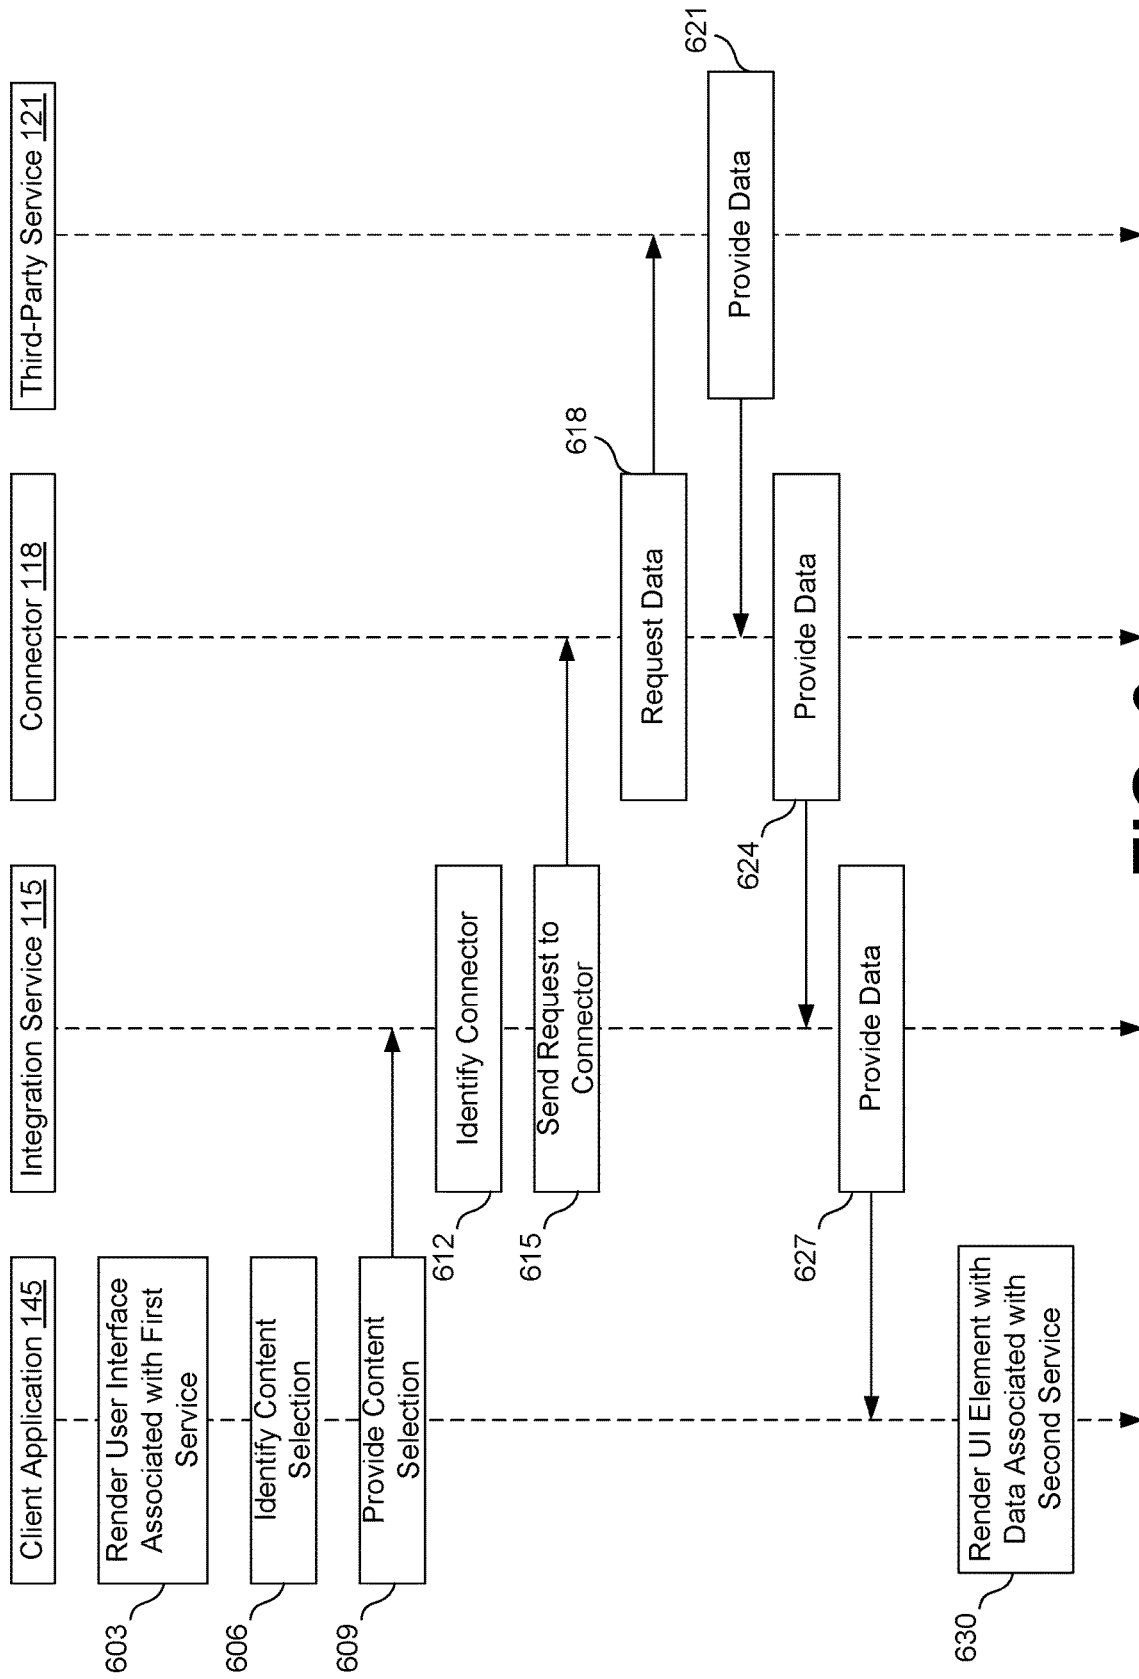 Client Application 145
Integration Service 115
Connector 118
Third-Party Service 121
603
Render User Interface
Associated with First
Service
606
Identify Content
Selection
609
Provide Content
Selection
612
Identify Connector
615
Send Request to
Connector
618
Request Data
621
Provide Data
624
Provide Data
627
Provide Data
630
Render UI Element with
Data Associated with
Second Service